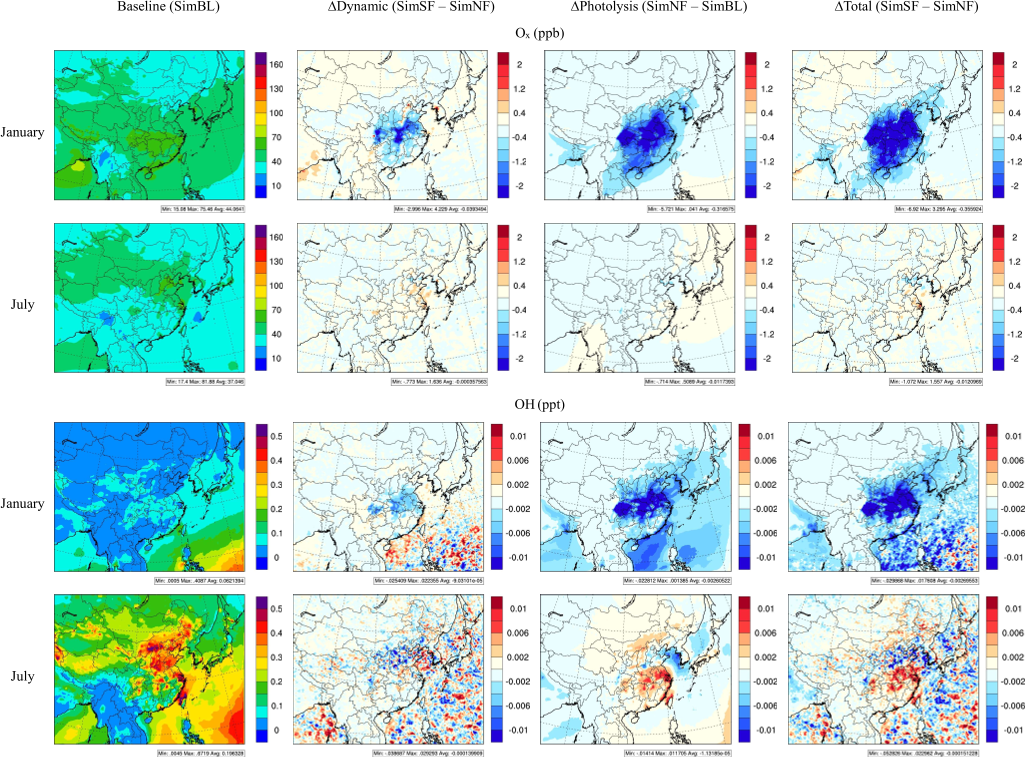 Baseline (SimBL) ΔDynamic (SimSF – SimNF) ΔPhotolysis (SimNF – SimBL) ΔTotal (SimSF – SimNF)
Oₓ (ppb)
January
160 130 100 70 40 10
2 1.2 0.4 -0.4 -1.2 -2
2 1.2 0.4 -0.4 -1.2 -2
2 1.2 0.4 -0.4 -1.2 -2
Min: 15.08 Max: 75.46 Avg: 44.0641
Min: -2.996 Max: 4.229 Avg: -0.0393494
Min: -5.721 Max: .041 Avg: -0.316575
Min: -6.92 Max: 3.295 Avg: -0.355924
July
160 130 100 70 40 10
2 1.2 0.4 -0.4 -1.2 -2
2 1.2 0.4 -0.4 -1.2 -2
2 1.2 0.4 -0.4 -1.2 -2
Min: 17.4 Max: 81.88 Avg: 37.046
Min: -.773 Max: 1.636 Avg: -0.000357563
Min: -.714 Max: .5089 Avg: -0.0117393
Min: -1.072 Max: 1.557 Avg: -0.0120969
OH (ppt)
January
0.5 0.4 0.3 0.2 0.1 0
0.01 0.006 0.002 -0.002 -0.006 -0.01
0.01 0.006 0.002 -0.002 -0.006 -0.01
0.01 0.006 0.002 -0.002 -0.006 -0.01
Min: .0005 Max: .4087 Avg: 0.0621394
Min: -.025409 Max: .022355 Avg: -9.03101e-05
Min: -.022812 Max: .001385 Avg: -0.00260522
Min: -.029868 Max: .017608 Avg: -0.00269553
July
0.5 0.4 0.3 0.2 0.1 0
0.01 0.006 0.002 -0.002 -0.006 -0.01
0.01 0.006 0.002 -0.002 -0.006 -0.01
0.01 0.006 0.002 -0.002 -0.006 -0.01
Min: .0045 Max: .6719 Avg: 0.196328
Min: -.038687 Max: .029293 Avg: -0.000139909
Min: -.01414 Max: .011705 Avg: -1.13185e-05
Min: -.052829 Max: .022962 Avg: -0.000151228